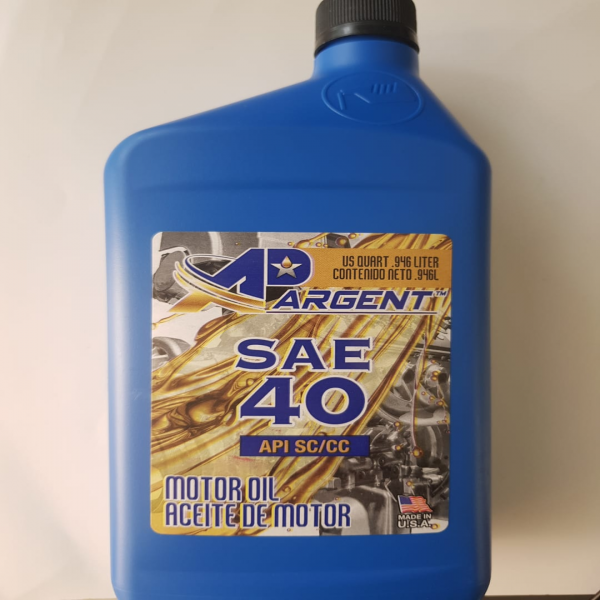 AP
US QUART .946 LITER
CONTENIDO NETO .946L
ARGENT™
SAE
40
API SC/CC
MOTOR OIL
ACEITE DE MOTOR
MADE IN
U.S.A.